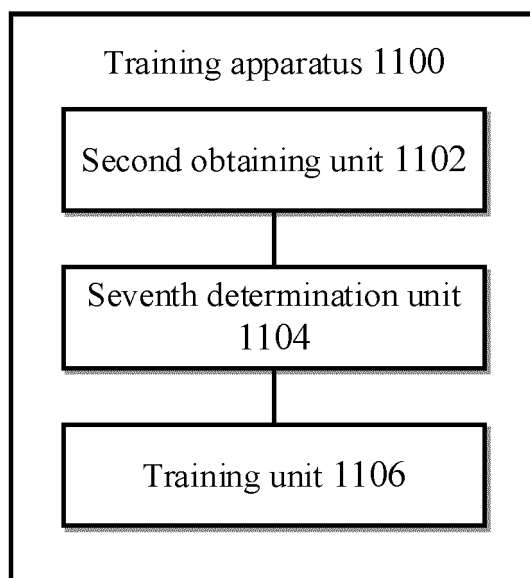 Training apparatus 1100
Second obtaining unit 1102
Seventh determination unit
1104
Training unit 1106